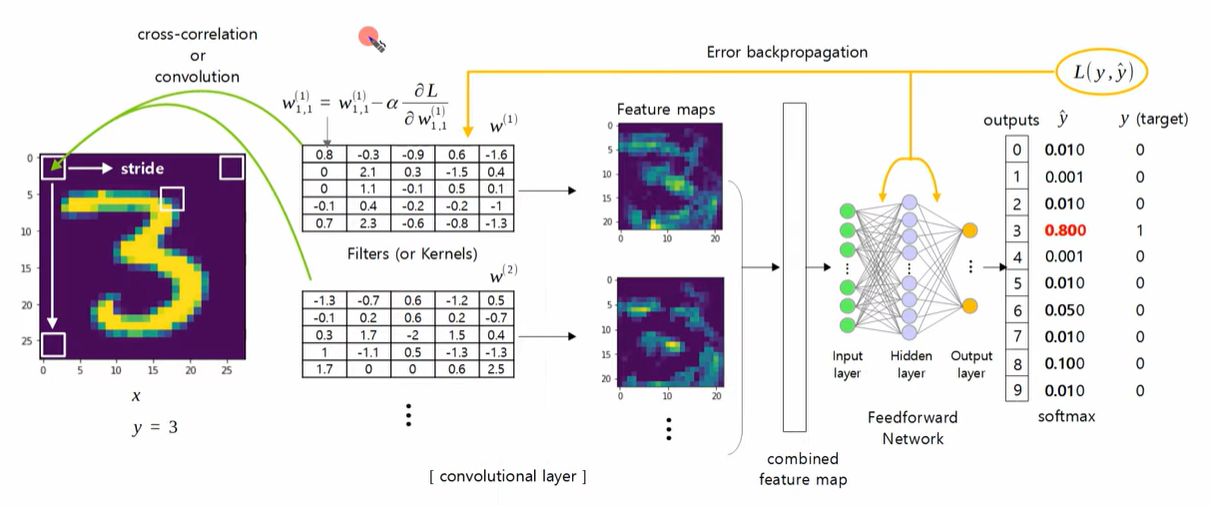 cross-correlation
or
convolution
w_{1,1}^{(1)} = w_{1,1}^{(1)} - α ∂L / ∂w_{1,1}^{(1)}
w^{(1)}
0.8 -0.3 -0.9 0.6 -1.6
0 2.1 0.3 -1.5 0.4
0 1.1 -0.1 0.5 0.1
-0.1 0.4 -0.2 -0.2 -1
0.7 2.3 -0.6 -0.8 -1.3
Filters (or Kernels)
w^{(2)}
-1.3 -0.7 0.6 -1.2 0.5
-0.1 0.2 0.6 0.2 -0.7
0.3 1.7 -2 1.5 0.4
1 -1.1 0.5 -1.3 -1.3
1.7 0 0 0.6 2.5
⋮
[ convolutional layer ]
stride
0
5
10
15
20
25
0 5 10 15 20 25
x
y = 3
Feature maps
0
5
10
15
20
0 10 20
0
5
10
15
20
0 10 20
⋮
combined
feature map
Error backpropagation
L(y,ŷ)
Input
layer
Hidden
layer
Output
layer
Feedforward
Network
outputs ŷ y (target)
0 0.010 0
1 0.001 0
2 0.010 0
3 0.800 1
4 0.001 0
5 0.010 0
6 0.050 0
7 0.010 0
8 0.100 0
9 0.010 0
softmax